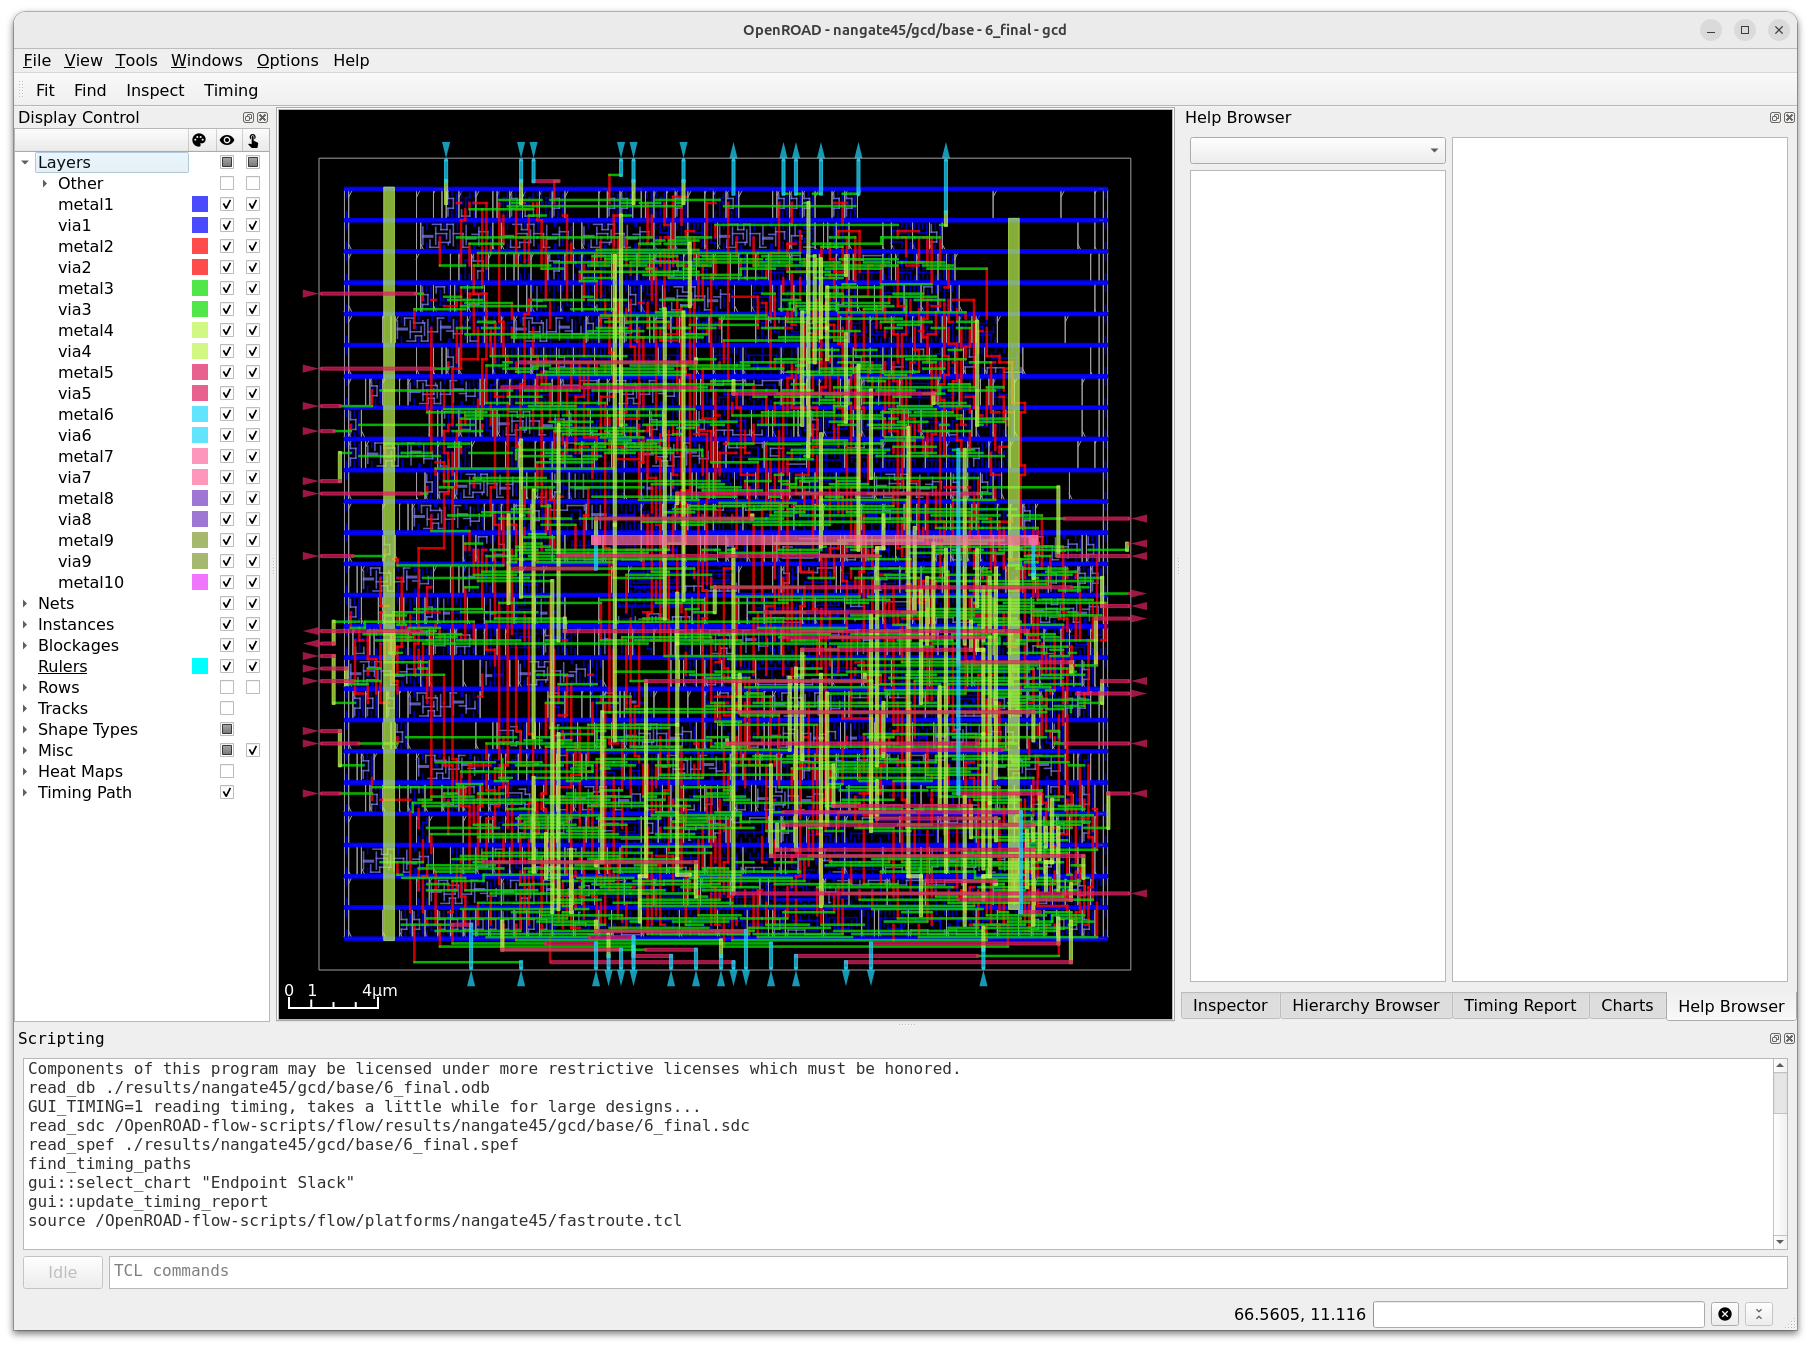 OpenROAD - nangate45/gcd/base - 6_final - gcd
File View Tools Windows Options Help
Fit Find Inspect Timing
Display Control
Layers
Other
metal1
via1
metal2
via2
metal3
via3
metal4
via4
metal5
via5
metal6
via6
metal7
via7
metal8
via8
metal9
via9
metal10
Nets
Instances
Blockages
Rulers
Rows
Tracks
Shape Types
Misc
Heat Maps
Timing Path
0 1 4μm
Help Browser
Inspector Hierarchy Browser Timing Report Charts Help Browser
Scripting
Components of this program may be licensed under more restrictive licenses which must be honored.
read_db ./results/nangate45/gcd/base/6_final.odb
GUI_TIMING=1 reading timing, takes a little while for large designs...
read_sdc /OpenROAD-flow-scripts/flow/results/nangate45/gcd/base/6_final.sdc
read_spef ./results/nangate45/gcd/base/6_final.spef
find_timing_paths
gui::select_chart "Endpoint Slack"
gui::update_timing_report
source /OpenROAD-flow-scripts/flow/platforms/nangate45/fastroute.tcl
Idle TCL commands
66.5605, 11.116